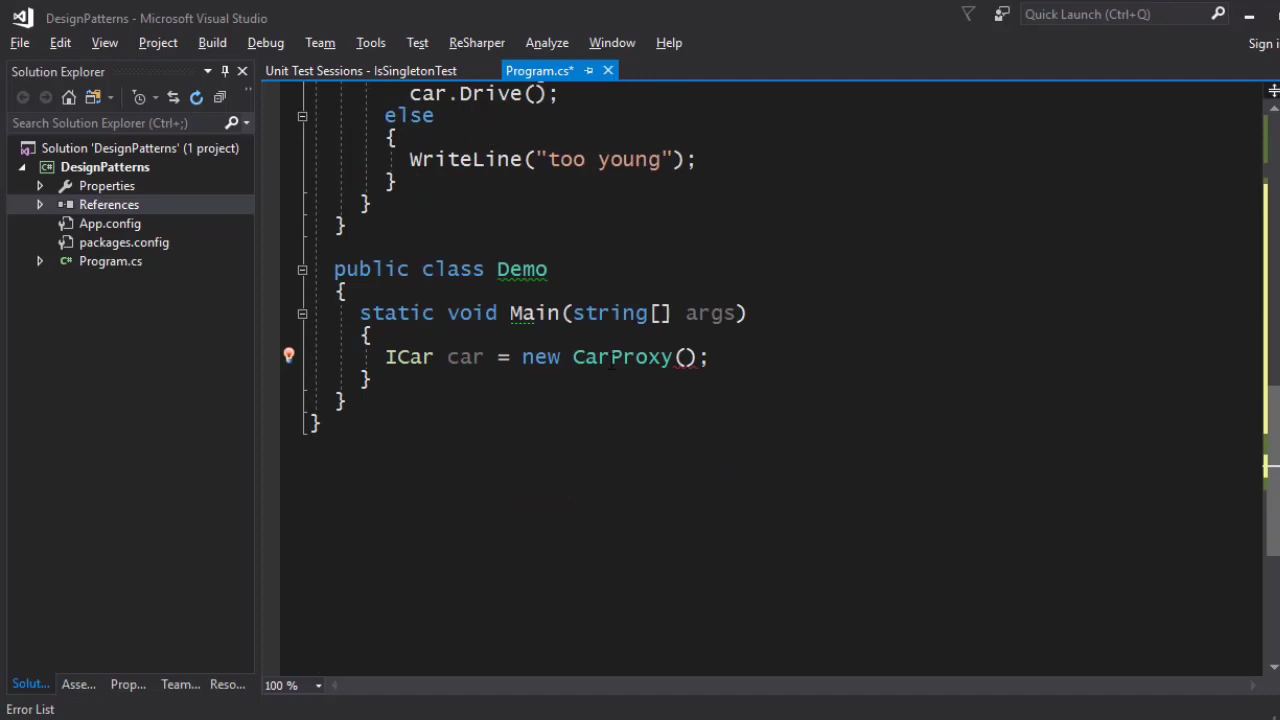 DesignPatterns - Microsoft Visual Studio
Quick Launch (Ctrl+Q)
File Edit View Project Build Debug Team Tools Test ReSharper Analyze Window Help
Sign i
Solution Explorer
Unit Test Sessions - IsSingletonTest
Program.cs*
Search Solution Explorer (Ctrl+;)
Solution 'DesignPatterns' (1 project)
DesignPatterns
Properties
References
App.config
packages.config
Program.cs
car.Drive();
else
{
WriteLine("too young");
}
}
}
public class Demo
{
static void Main(string[] args)
{
ICar car = new CarProxy();
}
}
}
Solut... Asse... Prop... Team... Reso...
100 %
Error List